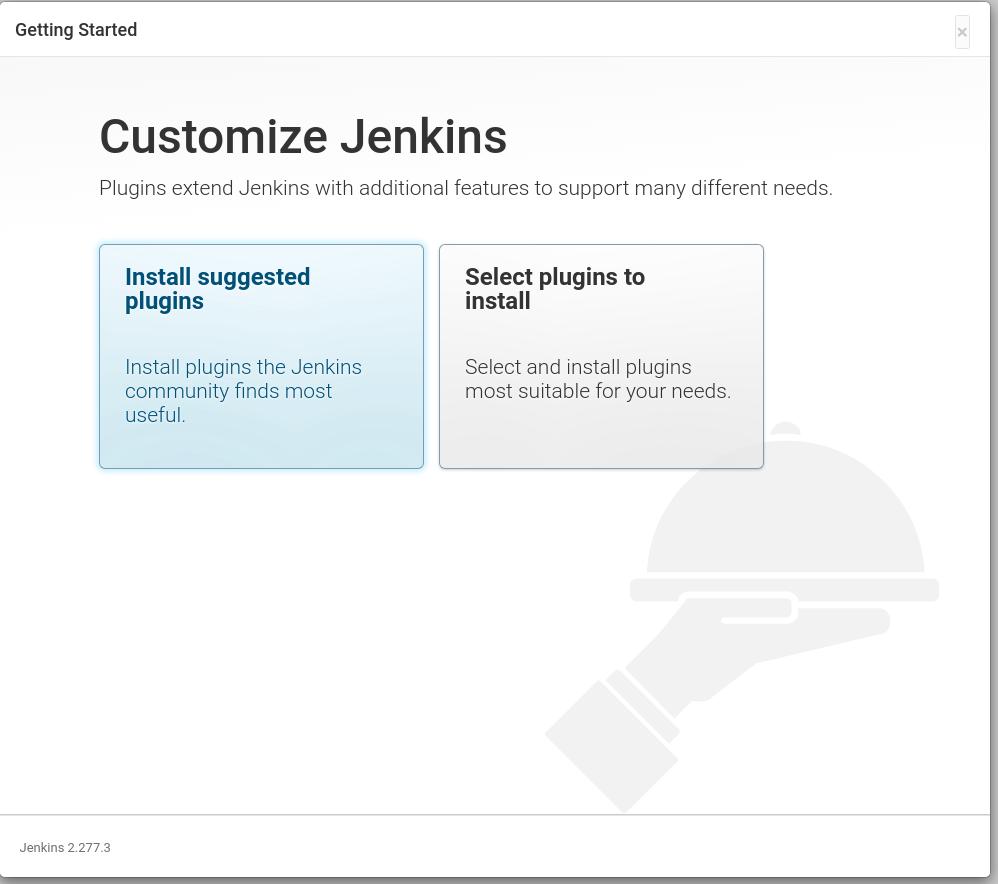 Getting Started
×
Customize Jenkins
Plugins extend Jenkins with additional features to support many different needs.
Install suggested
plugins
Install plugins the Jenkins
community finds most
useful.
Select plugins to
install
Select and install plugins
most suitable for your needs.
Jenkins 2.277.3